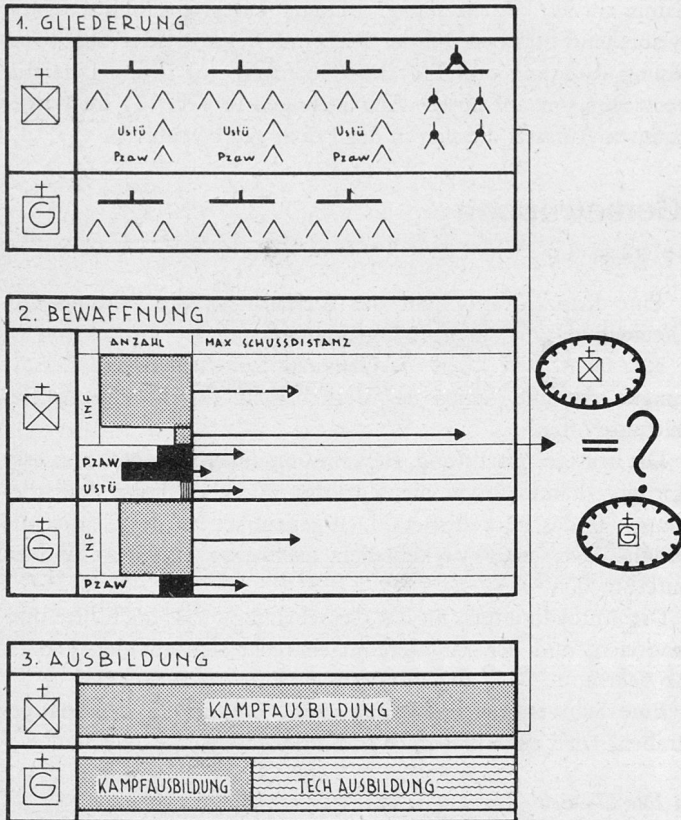 1. GLIEDERUNG
Ustü Ustü Ustü
Pzaw Pzaw Pzaw
G
2. BEWAFFNUNG
ANZAHL MAX SCHUSSDISTANZ
INF
PZAW
USTÜ
G
INF
PZAW
= ?
G
3. AUSBILDUNG
KAMPFAUSBILDUNG
G
KAMPFAUSBILDUNG TECH AUSBILDUNG